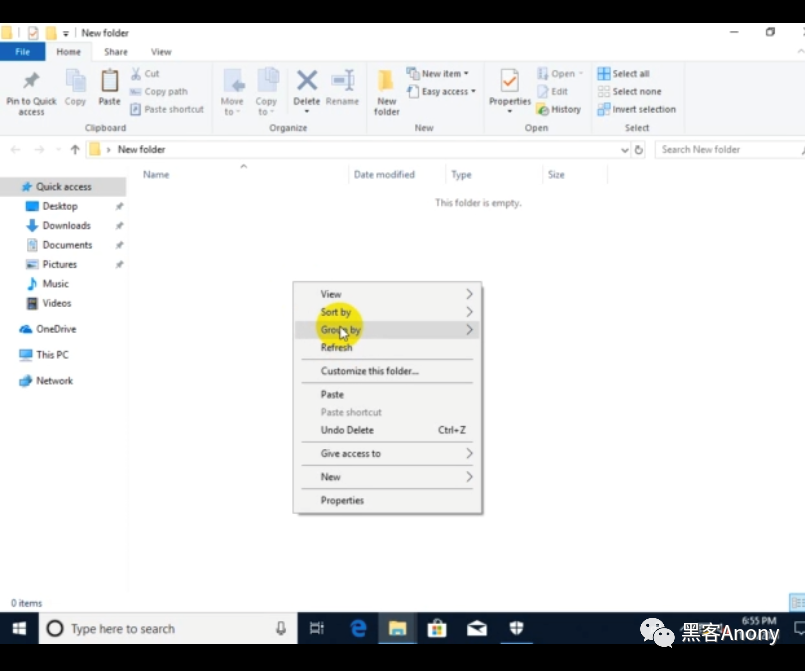 New folder
File Home Share View
Pin to Quick access
Copy
Paste
Cut
Copy path
Paste shortcut
Clipboard
Move to
Copy to
Delete
Rename
Organize
New folder
New item
Easy access
New
Properties
Open
Edit
History
Open
Select all
Select none
Invert selection
Select
New folder
Search New folder
Name Date modified Type Size
This folder is empty.
Quick access
Desktop
Downloads
Documents
Pictures
Music
Videos
OneDrive
This PC
Network
View
Sort by
Group by
Refresh
Customize this folder...
Paste
Paste shortcut
Undo Delete Ctrl+Z
Give access to
New
Properties
0 items
Type here to search
6:55 PM
黑客Anony